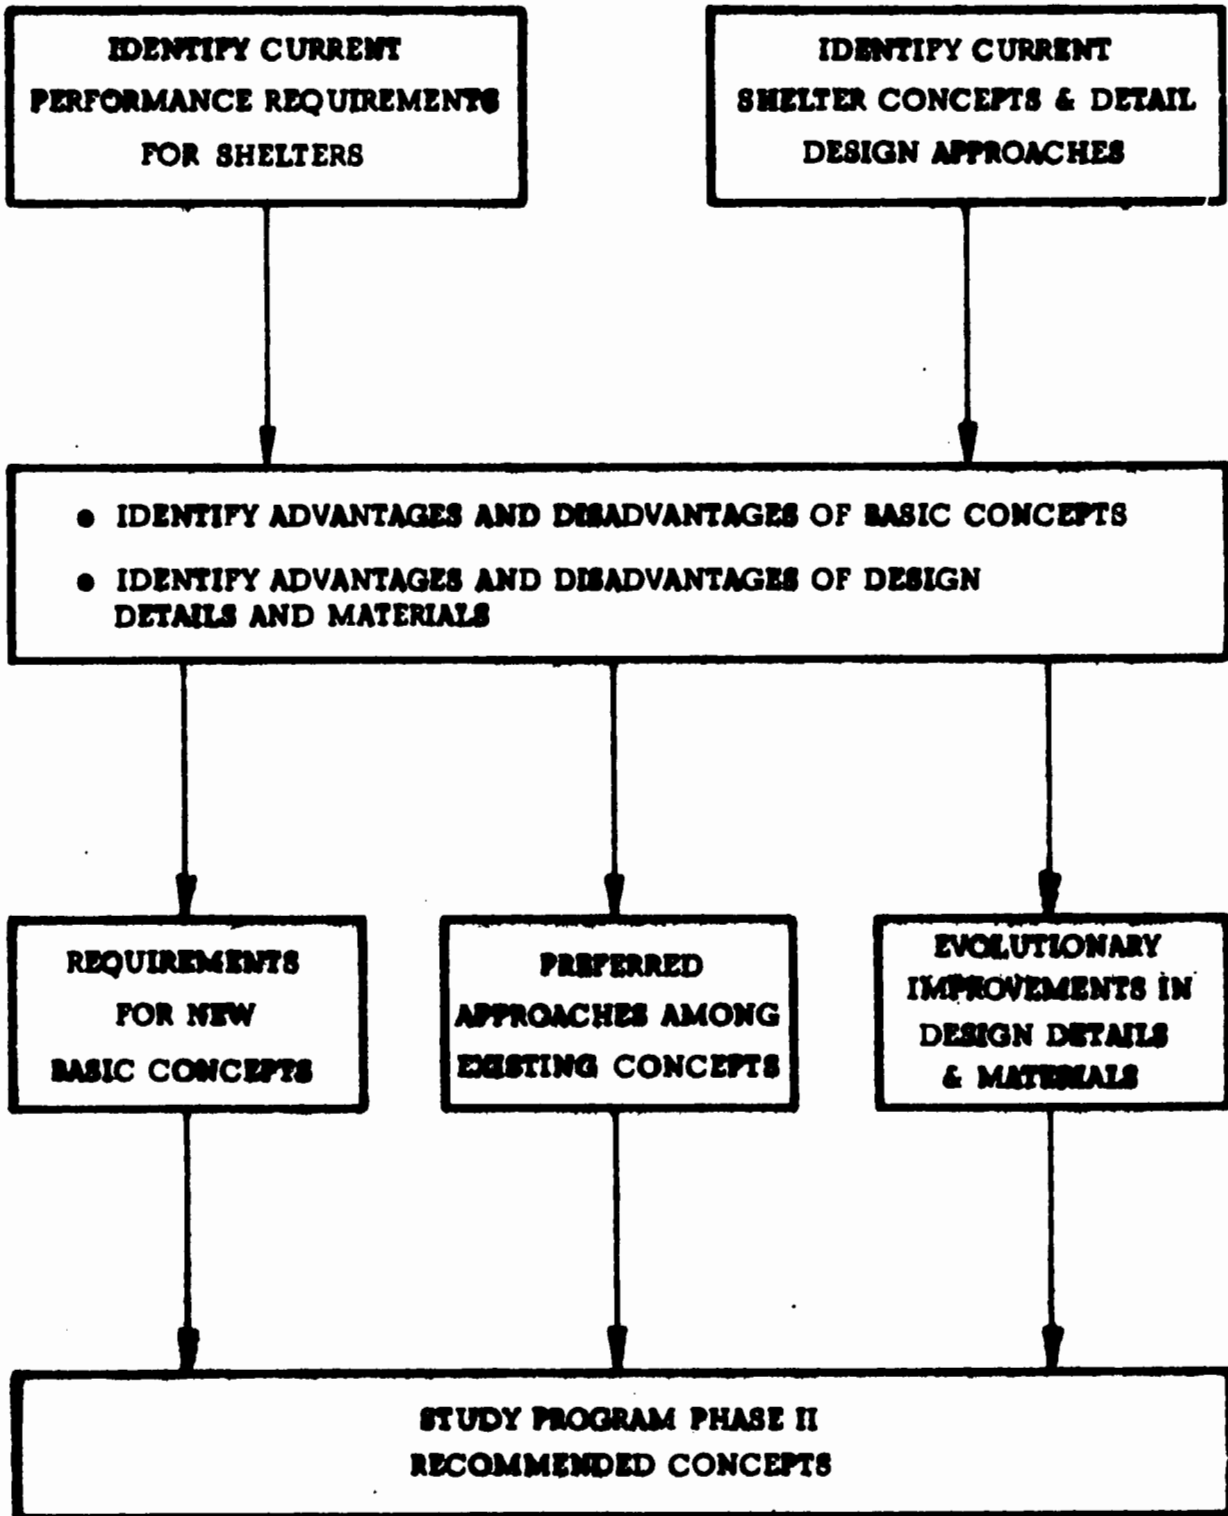 IDENTIFY CURRENT
PERFORMANCE REQUIREMENTS
FOR SHELTERS
IDENTIFY CURRENT
SHELTER CONCEPTS & DETAIL
DESIGN APPROACHES
● IDENTIFY ADVANTAGES AND DISADVANTAGES OF BASIC CONCEPTS
● IDENTIFY ADVANTAGES AND DISADVANTAGES OF DESIGN
DETAILS AND MATERIALS
REQUIREMENTS
FOR NEW
BASIC CONCEPTS
PREFERRED
APPROACHES AMONG
EXISTING CONCEPTS
EVOLUTIONARY
IMPROVEMENTS IN
DESIGN DETAILS
& MATERIALS
STUDY PROGRAM PHASE II
RECOMMENDED CONCEPTS